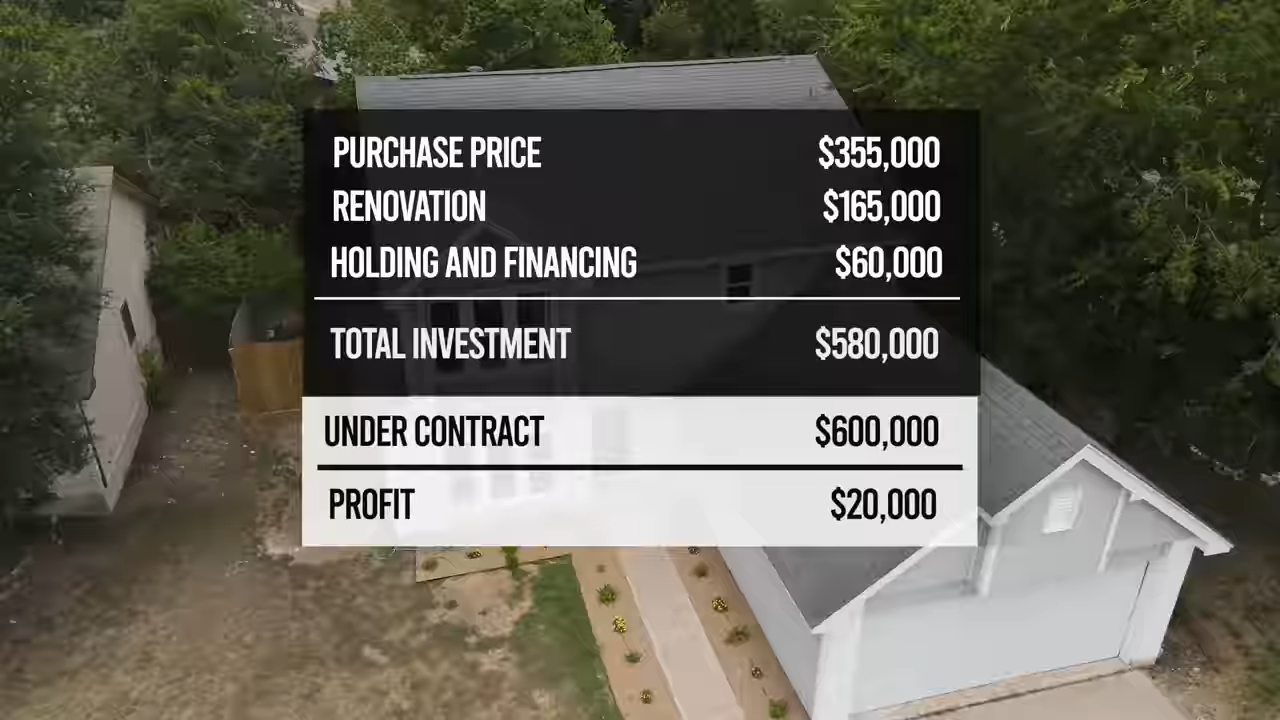 PURCHASE PRICE $355,000
RENOVATION $165,000
HOLDING AND FINANCING $60,000
TOTAL INVESTMENT $580,000
UNDER CONTRACT $600,000
PROFIT $20,000